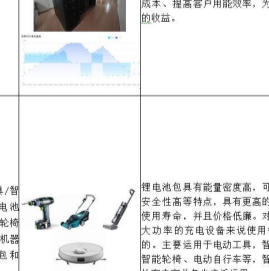 成本、提高客户用能效率，为
的收益。
具/智
电池
轮椅
机器
包和
锂电池包具有能量密度高，可
安全性高等特点，具有更高的
使用寿命，并且价格低廉。对
大功率的充电设备来说使用
的。主要运用于电动工具，智
智能轮椅、电动自行车等，智